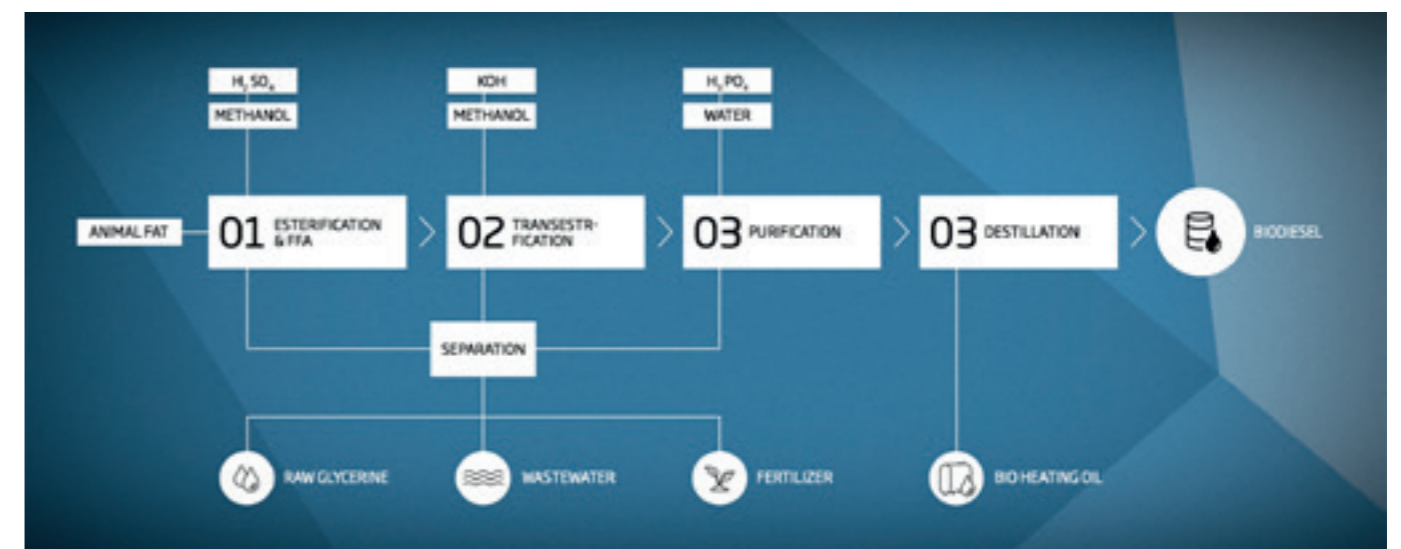 H₂SO₄
METHANOL
KOH
METHANOL
H₃PO₄
WATER
ANIMAL FAT
01 ESTERIFICATION
& FFA
02 TRANSESTR-
FICATION
03 PURIFICATION
03 DESTILLATION
BIODIESEL
SEPARATION
RAW GLYCERINE
WASTEWATER
FERTILIZER
BIO HEATING OIL